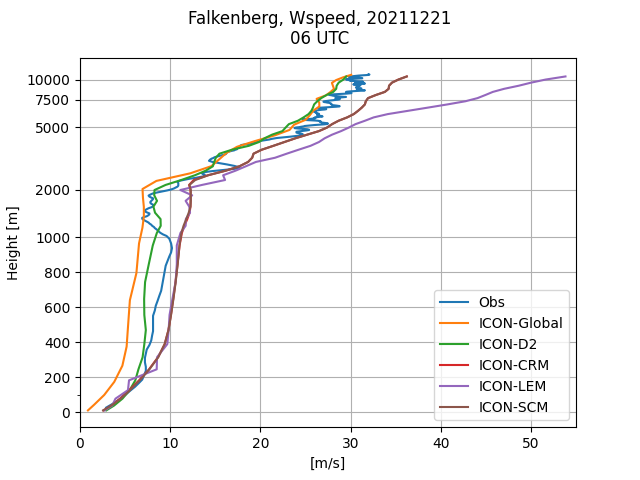 Falkenberg, Wspeed, 20211221
06 UTC
Height [m]
10000
7500
5000
2000
1000
800
600
400
200
0
Obs
ICON-Global
ICON-D2
ICON-CRM
ICON-LEM
ICON-SCM
0 10 20 30 40 50
[m/s]